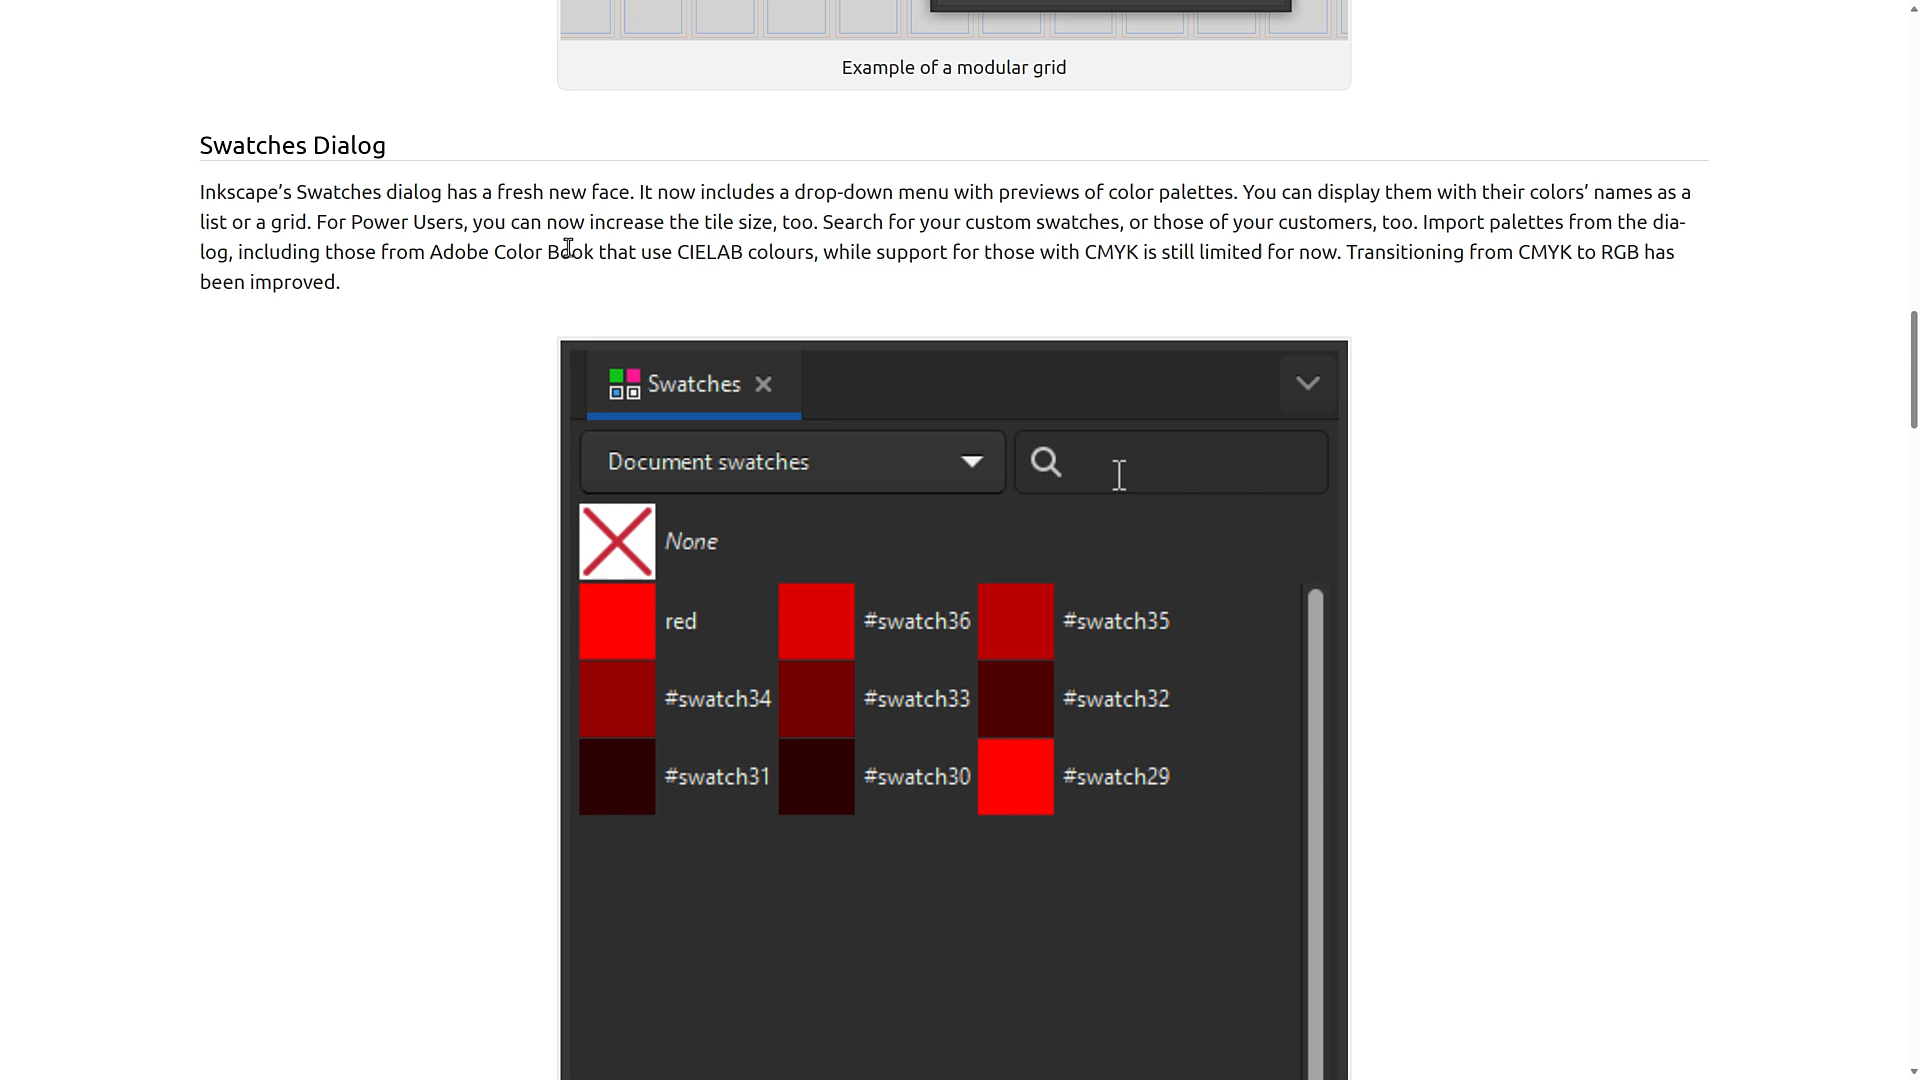 Example of a modular grid
Swatches Dialog
Inkscape’s Swatches dialog has a fresh new face. It now includes a drop-down menu with previews of color palettes. You can display them with their colors’ names as a
list or a grid. For Power Users, you can now increase the tile size, too. Search for your custom swatches, or those of your customers, too. Import palettes from the dia-
log, including those from Adobe Color Book that use CIELAB colours, while support for those with CMYK is still limited for now. Transitioning from CMYK to RGB has
been improved.
Swatches
Document swatches
None
red #swatch36 #swatch35
#swatch34 #swatch33 #swatch32
#swatch31 #swatch30 #swatch29